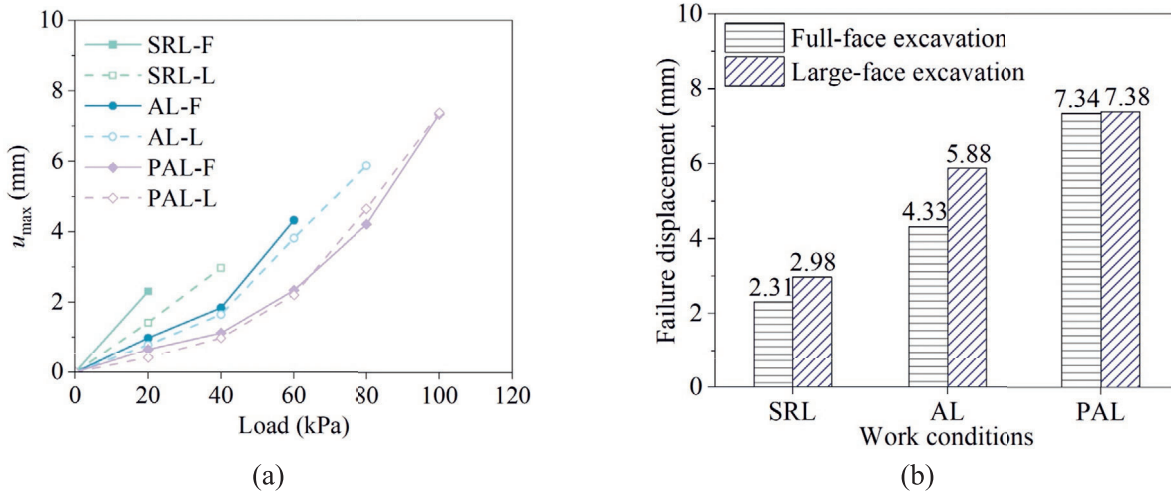 10
8
6
4
2
0
u_max (mm)
SRL-F
SRL-L
AL-F
AL-L
PAL-F
PAL-L
0 20 40 60 80 100 120
Load (kPa)
(a)
10
8
6
4
2
0
Failure displacement (mm)
Full-face excavation
Large-face excavation
7.34 7.38
5.88
4.33
2.98
2.31
SRL AL PAL
Work conditions
(b)